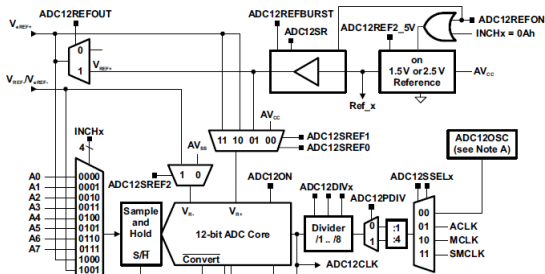 ADC12REFOUT
ADC12REFBURST
ADC12SR
ADC12REF2_5V
ADC12REFON
INCHx = 0Ah
V+REF+
0
1
VREF+
on
1.5 V or 2.5 V
Reference
AVCC
VREF-/V+REF-
Ref_x
AVCC
INCHx
4
AVSS
11 10 01 00
ADC12SREF1
ADC12SREF0
ADC12OSC
(see Note A)
ADC12SREF2
1 0
ADC12ON
ADC12DIVx
ADC12PDIV
ADC12SSELx
A0
A1
A2
A3
A4
A5
A6
A7
0000
0001
0010
0011
0100
0101
0110
0111
1000
1001
Sample
and
Hold
S/H
VR-
VR+
12-bit ADC Core
Convert
Divider
/1 .. /8
0
1
:1
:4
00
01
10
11
ACLK
MCLK
SMCLK
ADC12CLK